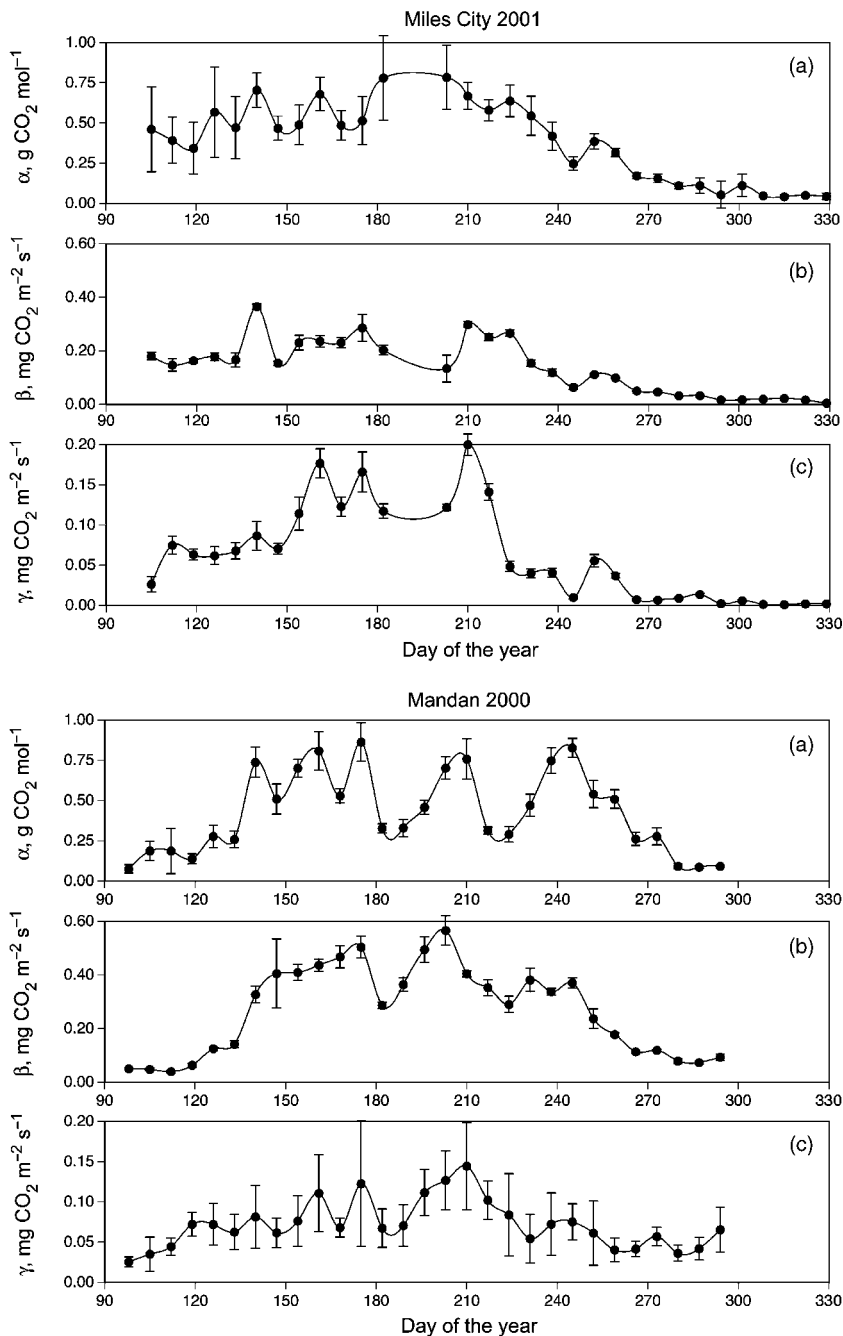 Miles City 2001
(a)
α, g CO₂ mol⁻¹
1.00
0.75
0.50
0.25
0.00
90 120 150 180 210 240 270 300 330
(b)
β, mg CO₂ m⁻² s⁻¹
0.60
0.40
0.20
0.00
90 120 150 180 210 240 270 300 330
(c)
γ, mg CO₂ m⁻² s⁻¹
0.20
0.15
0.10
0.05
0.00
90 120 150 180 210 240 270 300 330
Day of the year
Mandan 2000
(a)
α, g CO₂ mol⁻¹
1.00
0.75
0.50
0.25
0.00
90 120 150 180 210 240 270 300 330
(b)
β, mg CO₂ m⁻² s⁻¹
0.60
0.40
0.20
0.00
90 120 150 180 210 240 270 300 330
(c)
γ, mg CO₂ m⁻² s⁻¹
0.20
0.15
0.10
0.05
0.00
90 120 150 180 210 240 270 300 330
Day of the year